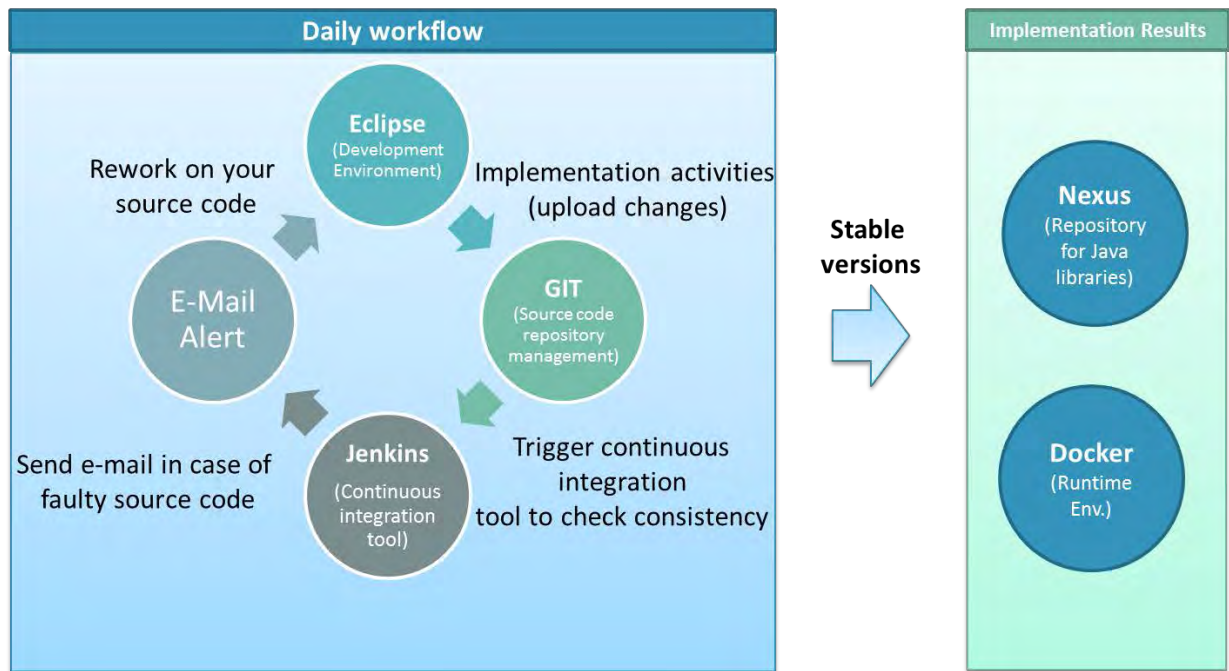 Daily workflow
Eclipse
(Development
Environment)
Rework on your
source code
Implementation activities
(upload changes)
E-Mail
Alert
GIT
(Source code
repository
management)
Send e-mail in case of
faulty source code
Jenkins
(Continuous
integration
tool)
Trigger continuous
integration
tool to check consistency
Stable
versions
Implementation Results
Nexus
(Repository
for Java
libraries)
Docker
(Runtime
Env.)